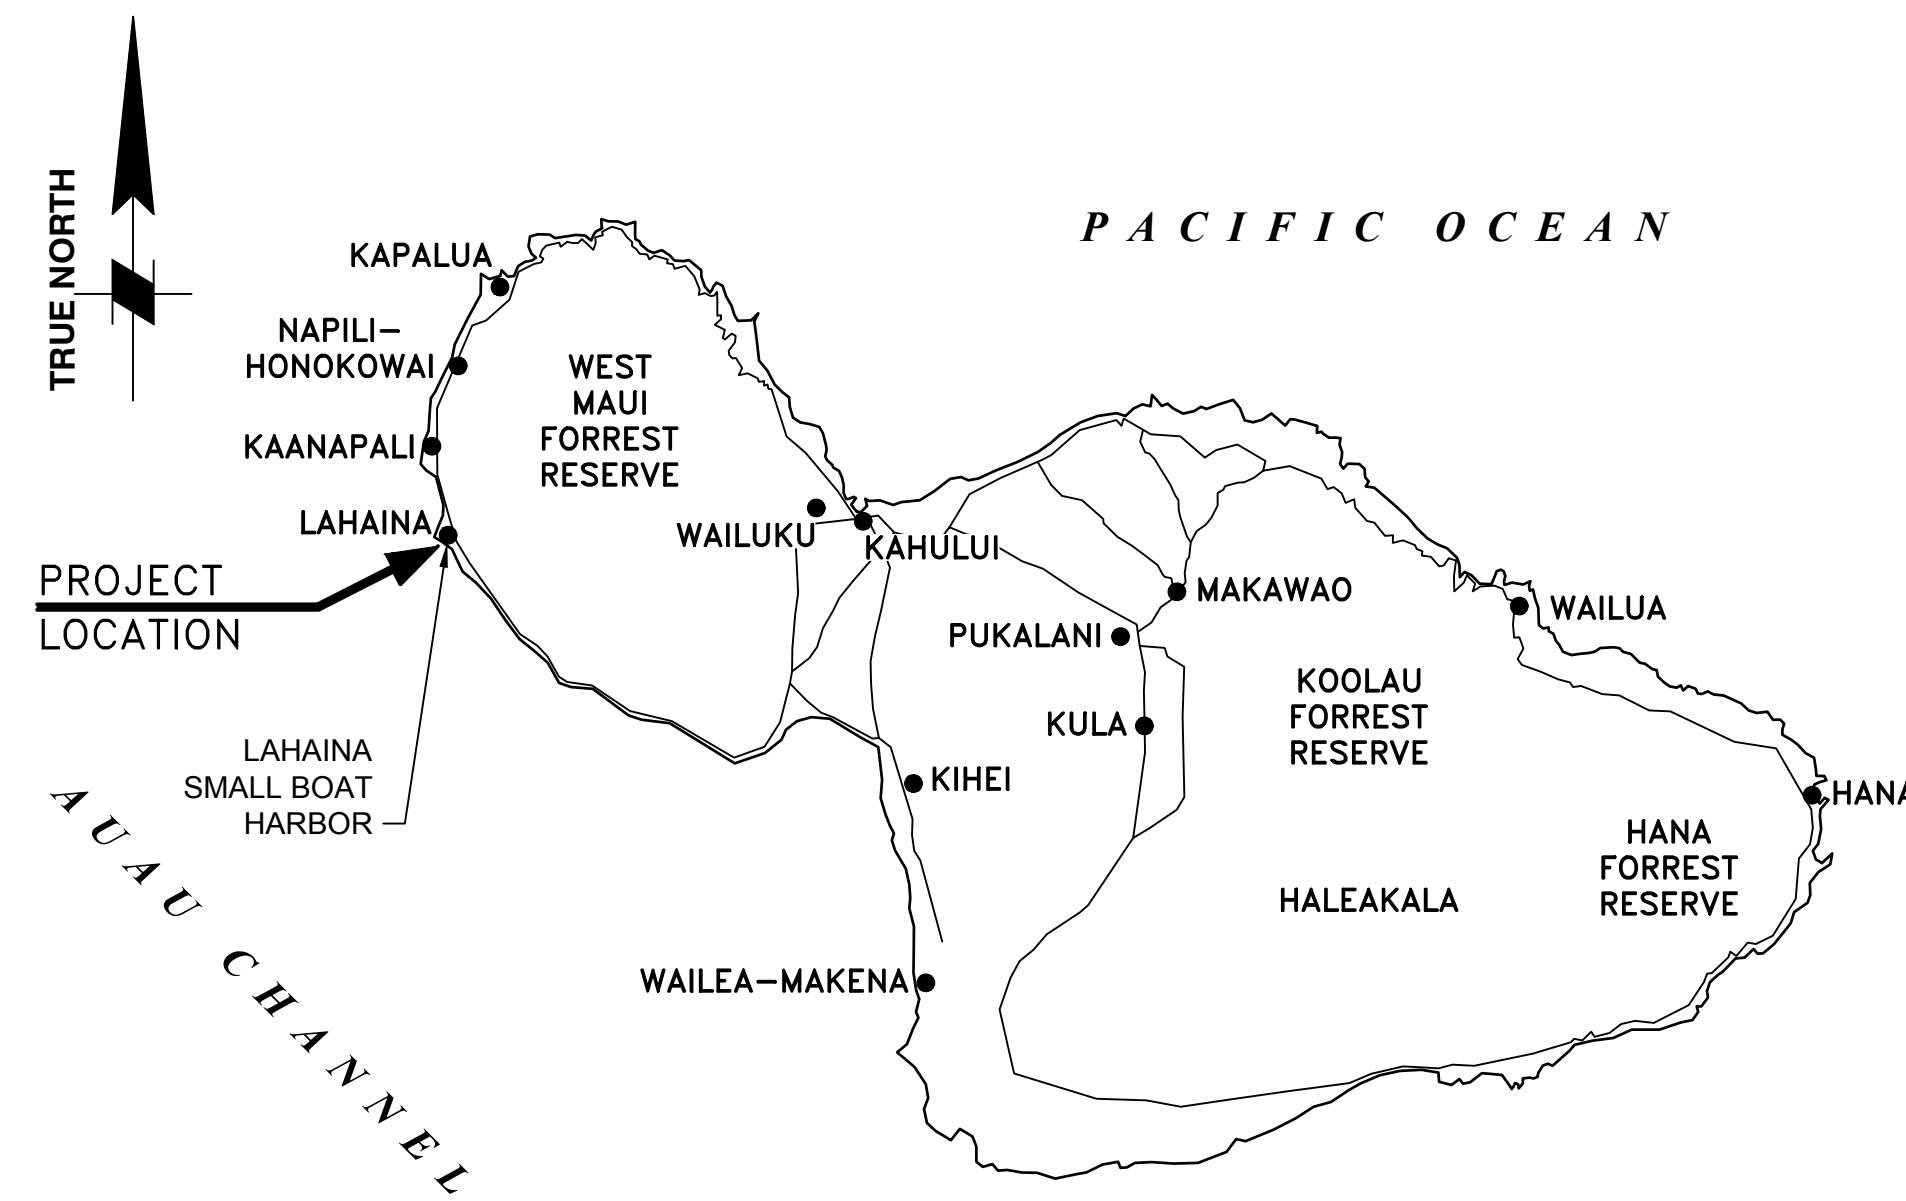 TRUE NORTH
PACIFIC OCEAN
KAPALUA
NAPILI-
HONOKOWAI
WEST
MAUI
FORREST
RESERVE
KAANAPALI
LAHAINA
WAILUKU
KAHULUI
PROJECT
LOCATION
MAKAWAO
WAILUA
PUKALANI
KOOLAU
FORREST
RESERVE
KULA
LAHAINA
SMALL BOAT
HARBOR
KIHEI
HANA
HANA
FORREST
RESERVE
HALEAKALA
WAILEA-MAKENA
AUAU CHANNEL